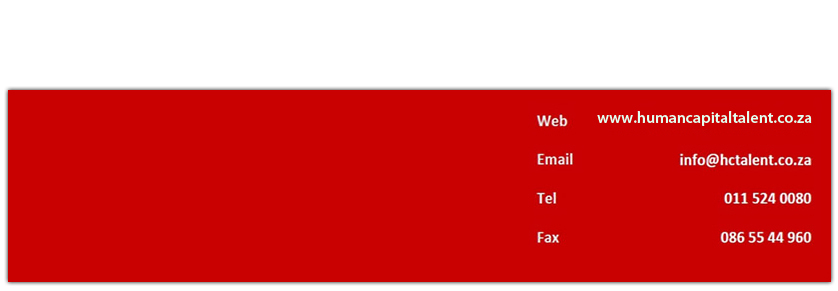 Web www.humancapitaltalent.co.za
Email info@hctalent.co.za
Tel 011 524 0080
Fax 086 55 44 960